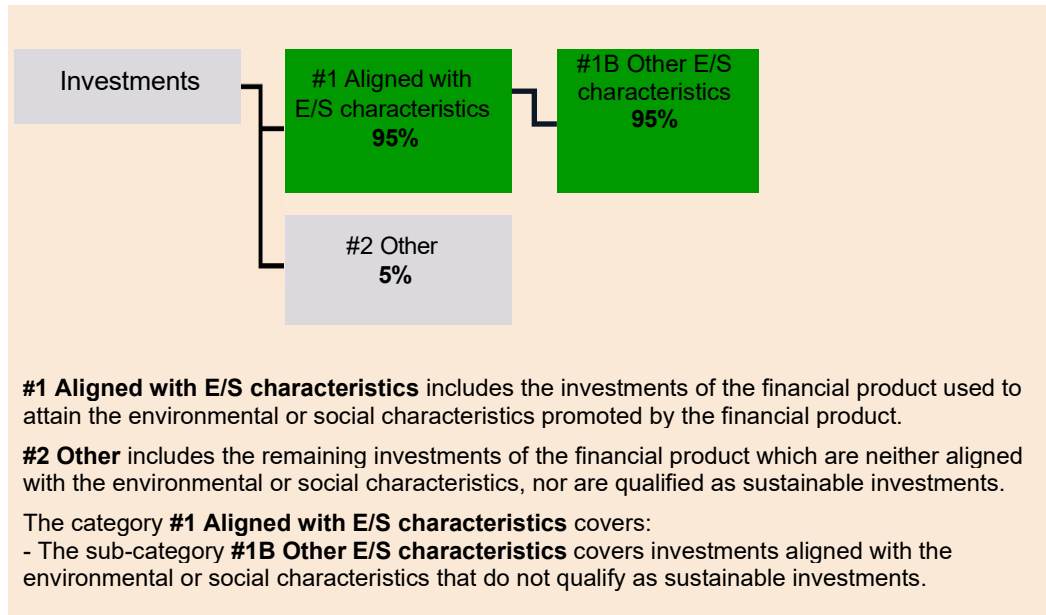 Investments
#1 Aligned with
E/S characteristics
95%
#1B Other E/S
characteristics
95%
#2 Other
5%
#1 Aligned with E/S characteristics includes the investments of the financial product used to
attain the environmental or social characteristics promoted by the financial product.
#2 Other includes the remaining investments of the financial product which are neither aligned
with the environmental or social characteristics, nor are qualified as sustainable investments.
The category #1 Aligned with E/S characteristics covers:
- The sub-category #1B Other E/S characteristics covers investments aligned with the
environmental or social characteristics that do not qualify as sustainable investments.